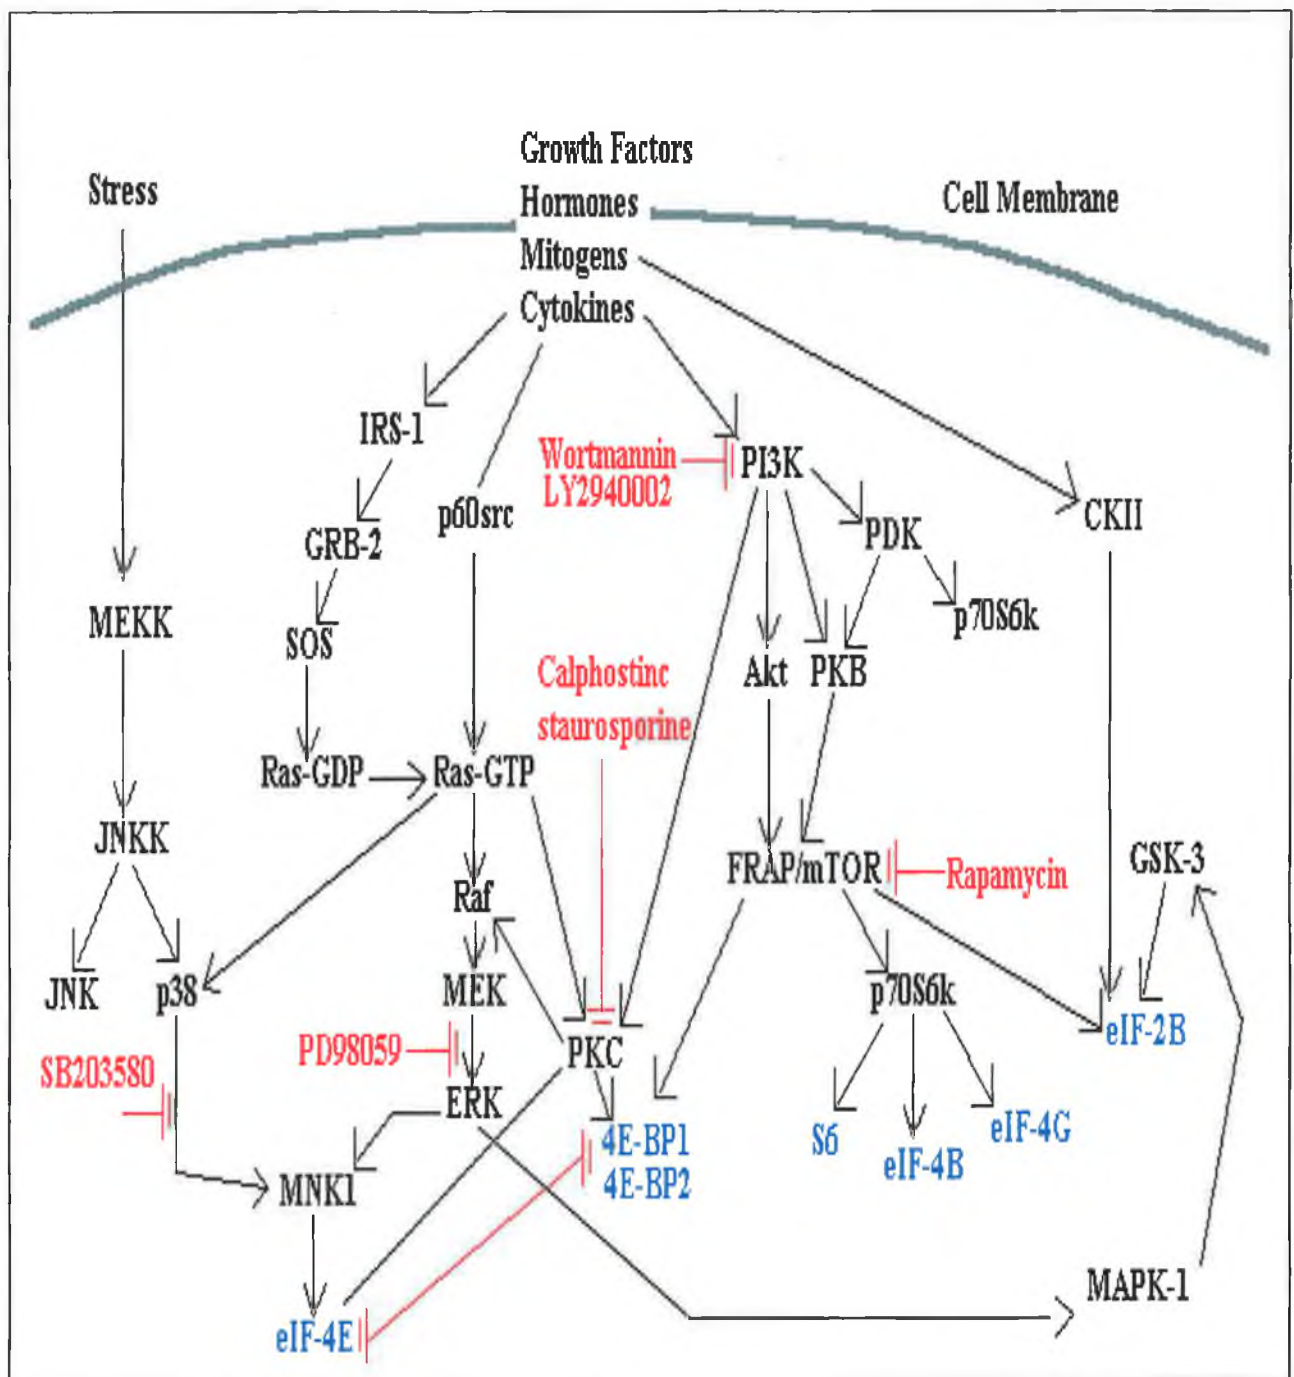 Growth Factors
Stress
Hormones
Cell Membrane
Mitogens
Cytokines
IRS-1
Wortmannin
LY2940002
PI3K
p60src
CKII
GRB-2
PDK
MEKK
p70S6k
SOS
Calphostinc
staurosporine
Akt
PKB
Ras-GDP
Ras-GTP
JNKK
FRAP/mTOR
Rapamycin
GSK-3
Raf
JNK
p38
MEK
p70S6k
eIF-2B
SB203580
PD98059
PKC
ERK
4E-BP1
4E-BP2
S6
eIF-4B
eIF-4G
MNK1
MAPK-1
eIF-4E